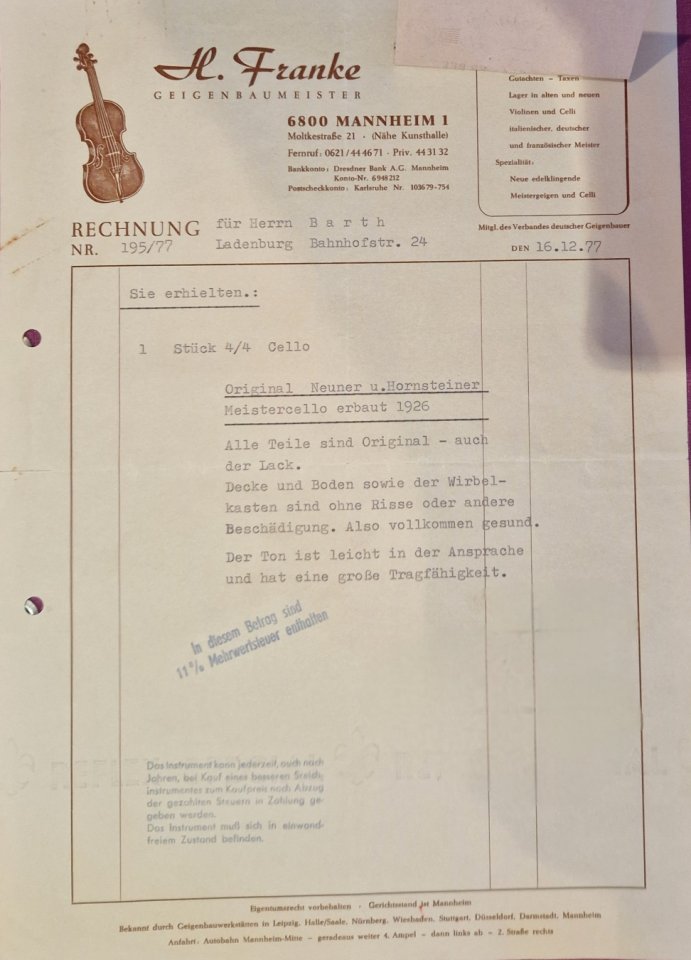 H. Franke
GEIGENBAUMEISTER
6800 MANNHEIM 1
Moltkestraße 21 · (Nähe Kunsthalle)
Fernruf: 0621/44 46 71 · Priv. 44 31 32
Bankkonto: Dresdner Bank A.G. Mannheim
Konto-Nr. 6 948 212
Postscheckkonto: Karlsruhe Nr. 103679-754
Gutachten – Taxen
Lager in alten und neuen
Violinen und Celli
italienischer, deutscher
und französischer Meister
Spezialität:
Neue edelklingende
Meistergeigen und Celli
Mitgl. des Verbandes deutscher Geigenbauer
RECHNUNG für Herrn Barth
NR. 195/77 Ladenburg Bahnhofstr. 24 DEN 16.12.77
Sie erhielten.:
1 Stück 4/4 Cello
Original Neuner u.Hornsteiner
Meistercello erbaut 1926
Alle Teile sind Original - auch
der Lack.
Decke und Boden sowie der Wirbel-
kasten sind ohne Risse oder andere
Beschädigung. Also vollkommen gesund.
Der Ton ist leicht in der Ansprache
und hat eine große Tragfähigkeit.
In diesem Betrag sind
11% Mehrwertsteuer enthalten
Das Instrument kann jederzeit, auch nach
Jahren, bei Kauf eines besseren Streich-
instrumentes zum Kaufpreis nach Abzug
der gezahlten Steuern in Zahlung ge-
geben werden.
Das Instrument muß sich in einwand-
freiem Zustand befinden.
Eigentumsrecht vorbehalten · Gerichtsstand ist Mannheim
Bekannt durch Geigenbauwerkstätten in Leipzig, Halle/Saale, Nürnberg, Wiesbaden, Stuttgart, Düsseldorf, Darmstadt, Mannheim
Anfahrt: Autobahn Mannheim-Mitte – geradeaus weiter 4. Ampel – dann links ab – 2. Straße rechts